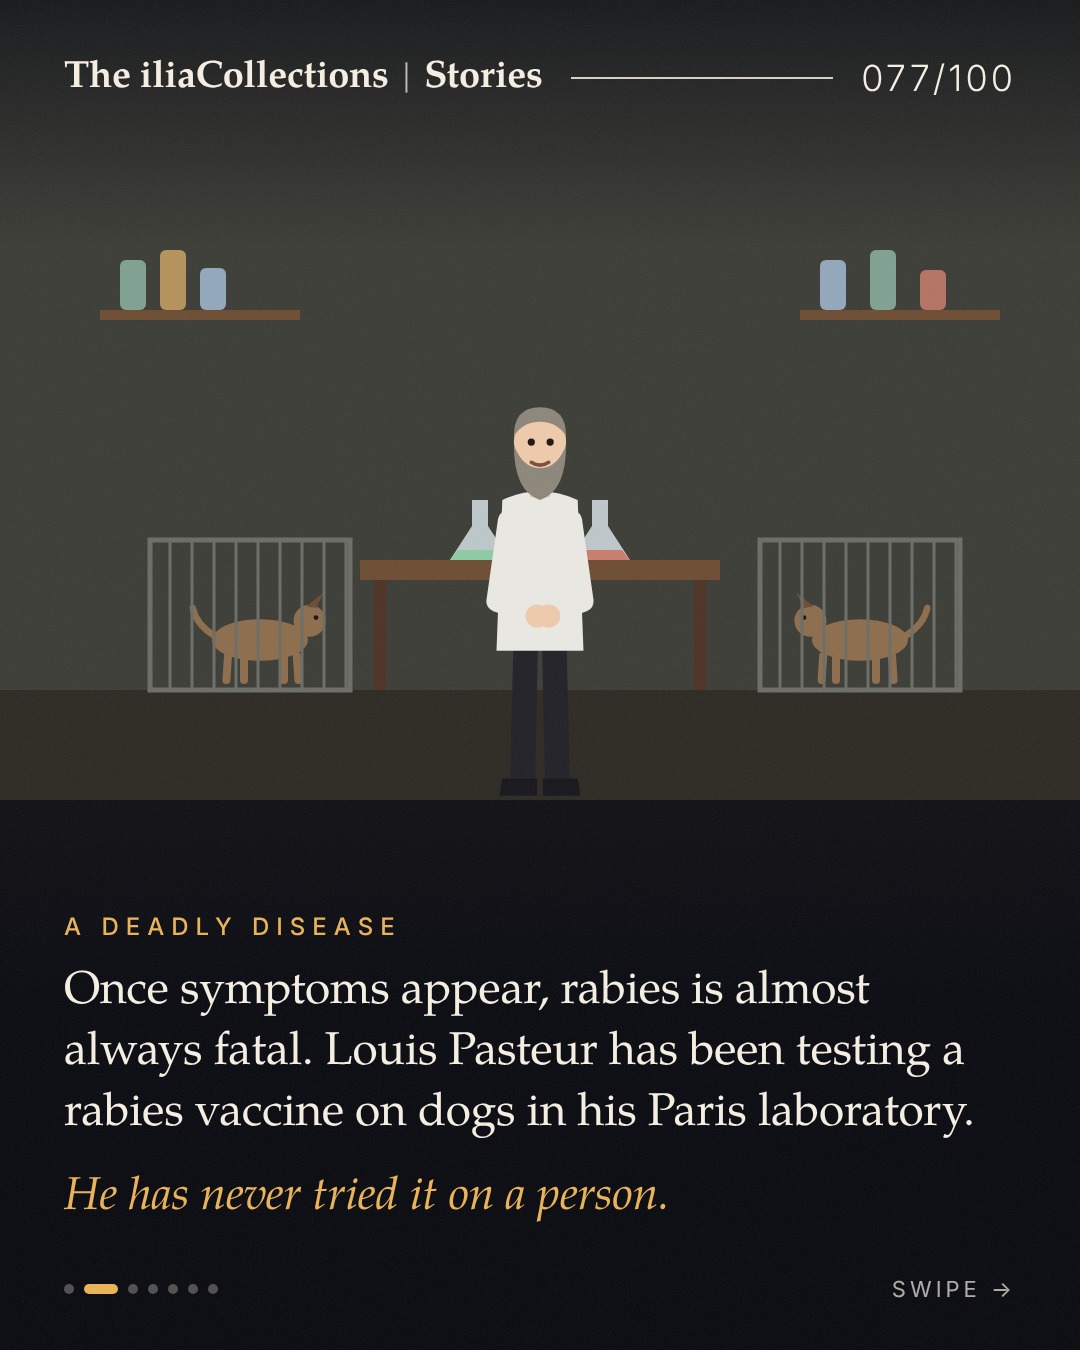 The iliaCollections | Stories 077/100
A DEADLY DISEASE
Once symptoms appear, rabies is almost
always fatal. Louis Pasteur has been testing a
rabies vaccine on dogs in his Paris laboratory.
He has never tried it on a person.
SWIPE →